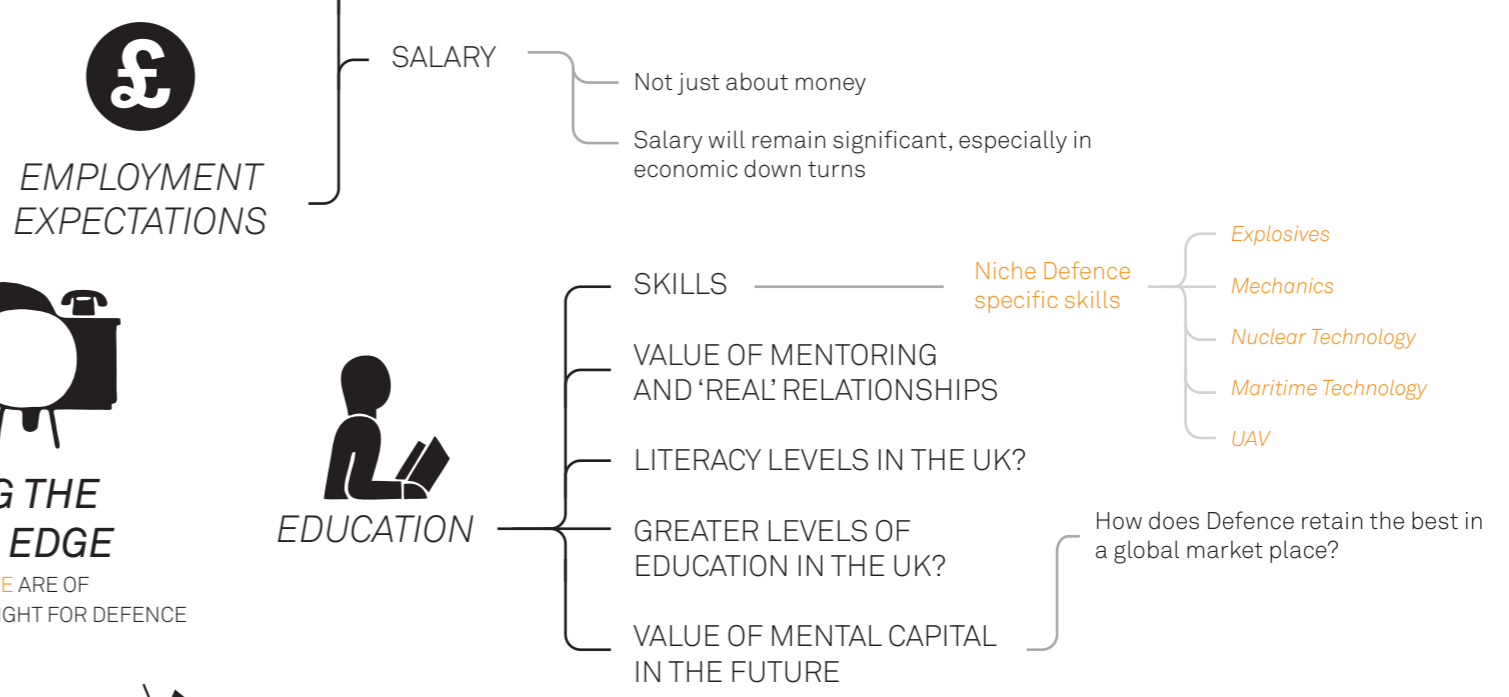 £
EMPLOYMENT
EXPECTATIONS
SALARY
Not just about money
Salary will remain significant, especially in
economic down turns
EDUCATION
SKILLS
Niche Defence
specific skills
Explosives
Mechanics
Nuclear Technology
Maritime Technology
UAV
VALUE OF MENTORING
AND ‘REAL’ RELATIONSHIPS
LITERACY LEVELS IN THE UK?
GREATER LEVELS OF
EDUCATION IN THE UK?
VALUE OF MENTAL CAPITAL
IN THE FUTURE
How does Defence retain the best in
a global market place?
THE
EDGE
ARE OF
FOR DEFENCE